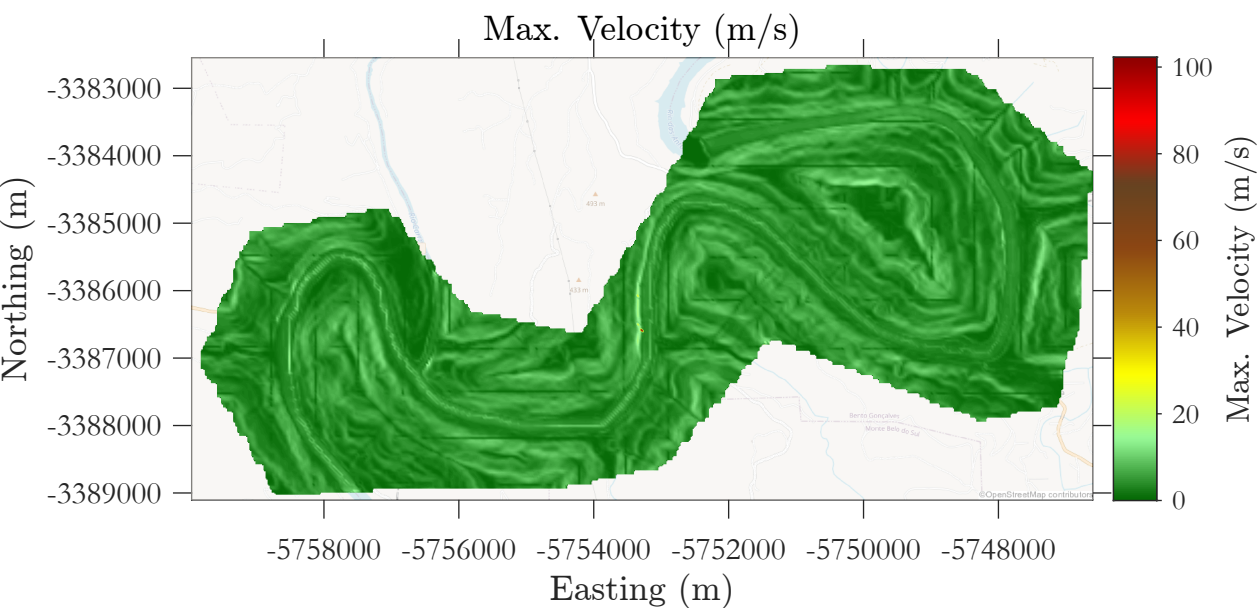 Max. Velocity (m/s)
-3383000
-3384000
-3385000
-3386000
-3387000
-3388000
-3389000
Northing (m)
-5758000 -5756000 -5754000 -5752000 -5750000 -5748000
Easting (m)
433 m
433 m
Bento Gonçalves
Monte Belo do Sul
©OpenStreetMap contributors
100
80
60
40
20
0
Max. Velocity (m/s)